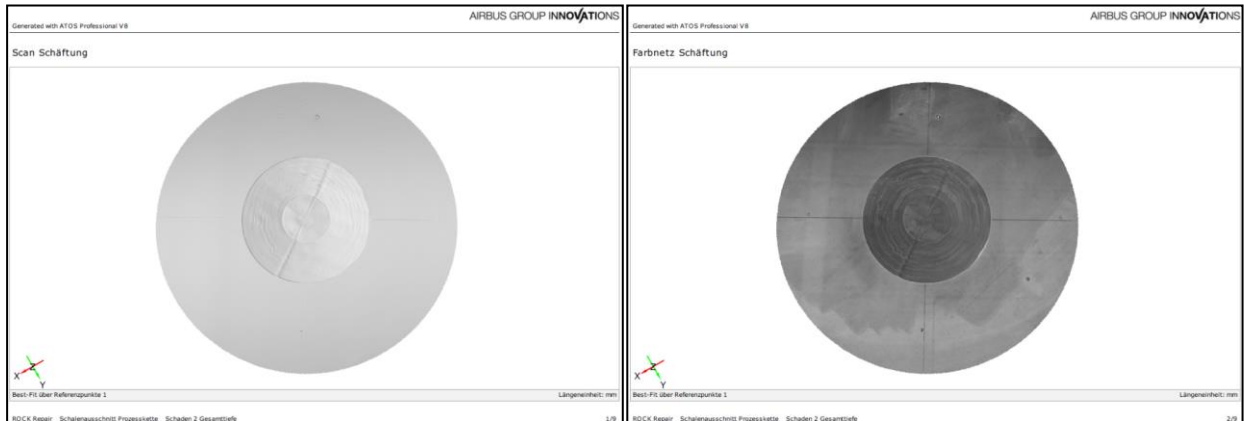 AIRBUS GROUP INNOVATIONS
Generated with ATOS Professional V8
Scan Schäftung
X
Z
Y
Best-Fit über Referenzpunkte 1
Längeneinheit: mm
ROCK Repair Schalenausschnitt Prozesskette Schaden 2 Gesamttiefe
1/9
AIRBUS GROUP INNOVATIONS
Generated with ATOS Professional V8
Farbnetz Schäftung
X
Z
Y
Best-Fit über Referenzpunkte 1
Längeneinheit: mm
ROCK Repair Schalenausschnitt Prozesskette Schaden 2 Gesamttiefe
2/9